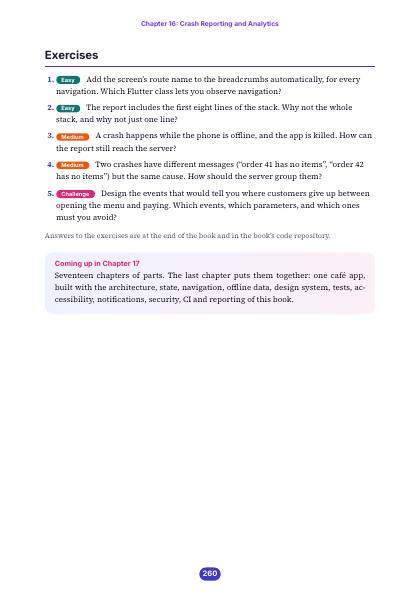 Chapter 16: Crash Reporting and Analytics
Exercises
1. Easy Add the screen's route name to the breadcrumbs automatically, for every
navigation. Which Flutter class lets you observe navigation?
2. Easy The report includes the first eight lines of the stack. Why not the whole
stack, and why not just one line?
3. Medium A crash happens while the phone is offline, and the app is killed. How can
the report still reach the server?
4. Medium Two crashes have different messages (“order 41 has no items”, “order 42
has no items”) but the same cause. How should the server group them?
5. Challenge Design the events that would tell you where customers give up between
opening the menu and paying. Which events, which parameters, and which ones
must you avoid?
Answers to the exercises are at the end of the book and in the book's code repository.
Coming up in Chapter 17
Seventeen chapters of parts. The last chapter puts them together: one café app,
built with the architecture, state, navigation, offline data, design system, tests, ac-
cessibility, notifications, security, CI and reporting of this book.
260